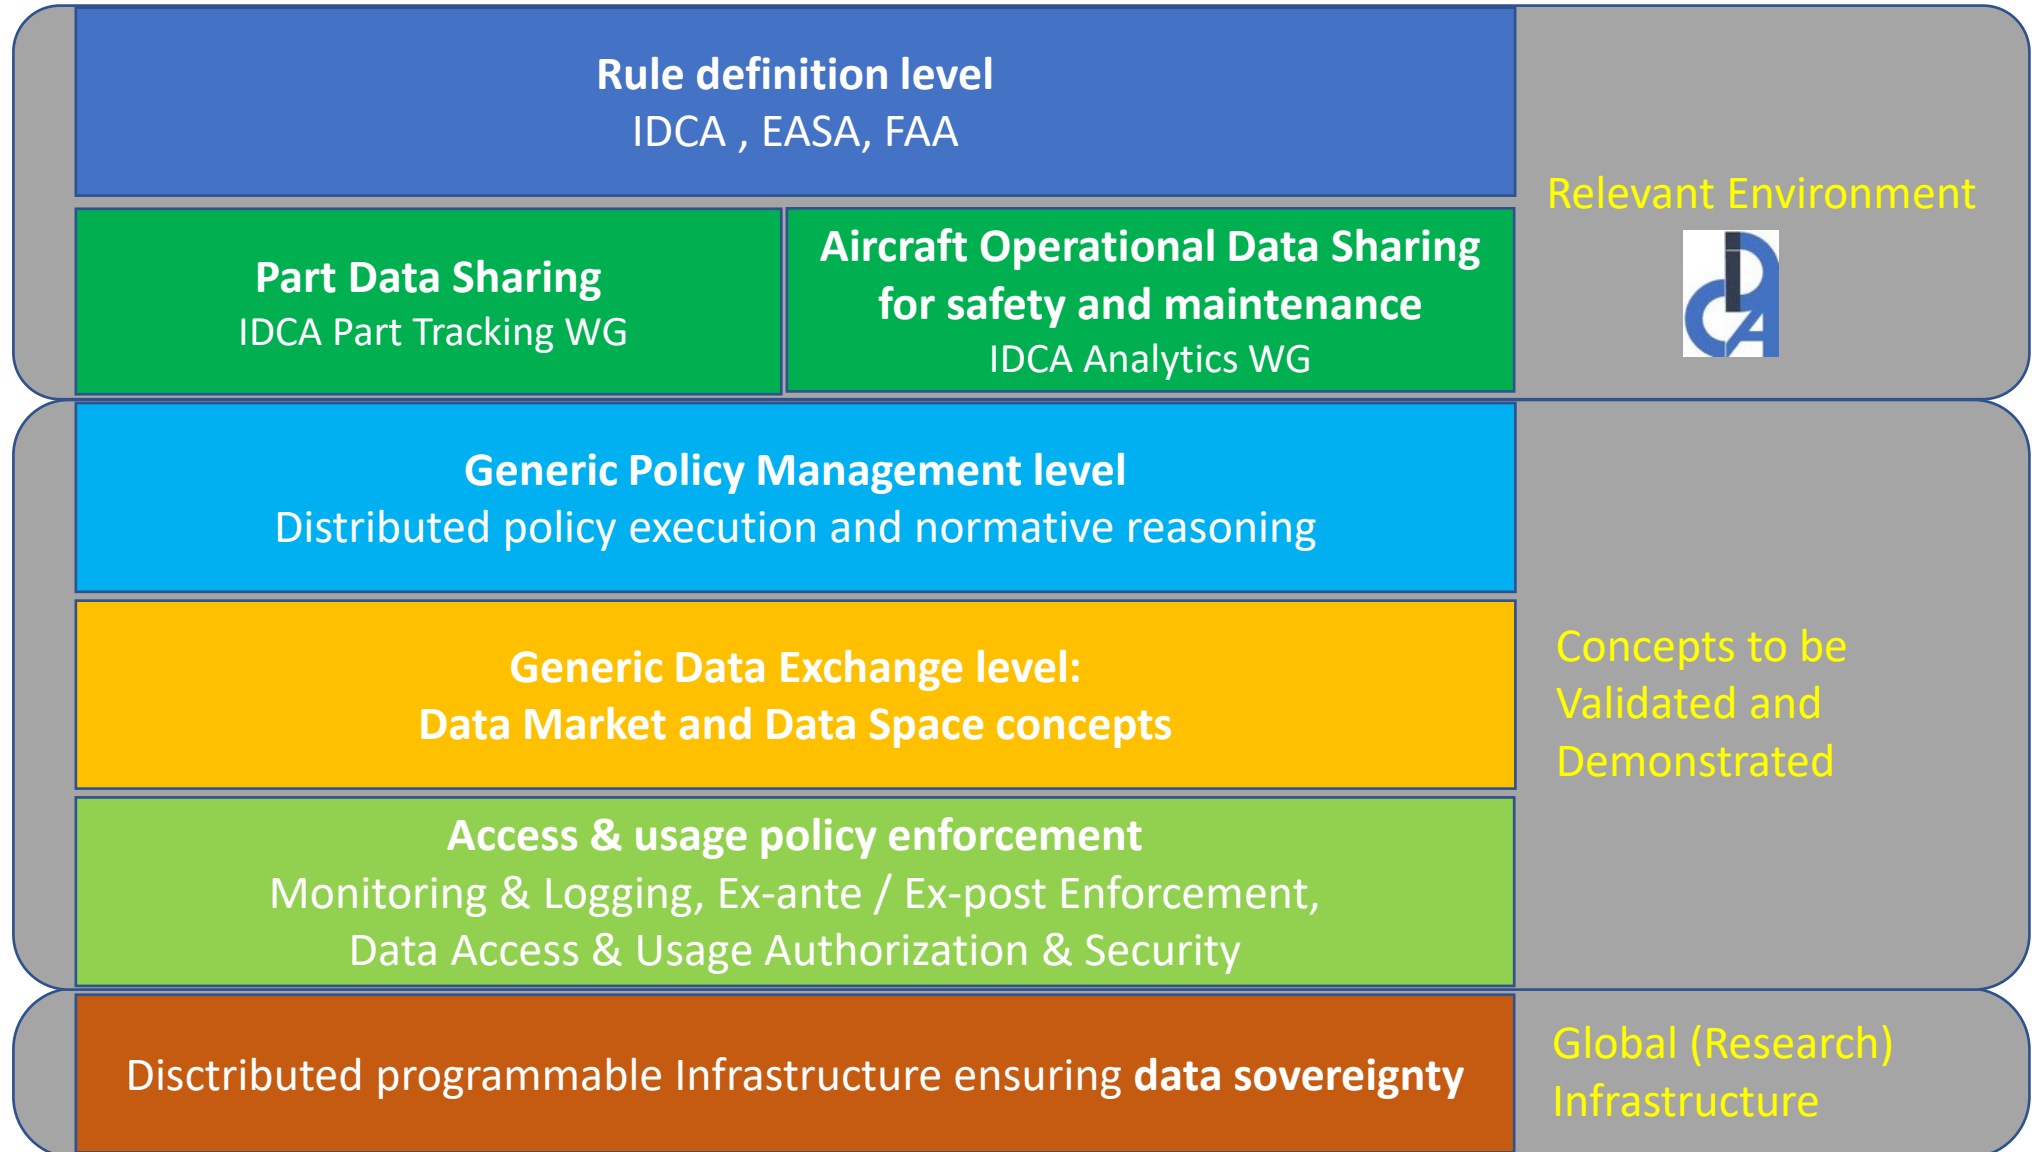 Rule definition level
IDCA , EASA, FAA
Relevant Environment
Part Data Sharing
IDCA Part Tracking WG
Aircraft Operational Data Sharing
for safety and maintenance
IDCA Analytics WG
IDCA
Generic Policy Management level
Distributed policy execution and normative reasoning
Generic Data Exchange level:
Data Market and Data Space concepts
Concepts to be
Validated and
Demonstrated
Access & usage policy enforcement
Monitoring & Logging, Ex-ante / Ex-post Enforcement,
Data Access & Usage Authorization & Security
Disctributed programmable Infrastructure ensuring data sovereignty
Global (Research)
Infrastructure